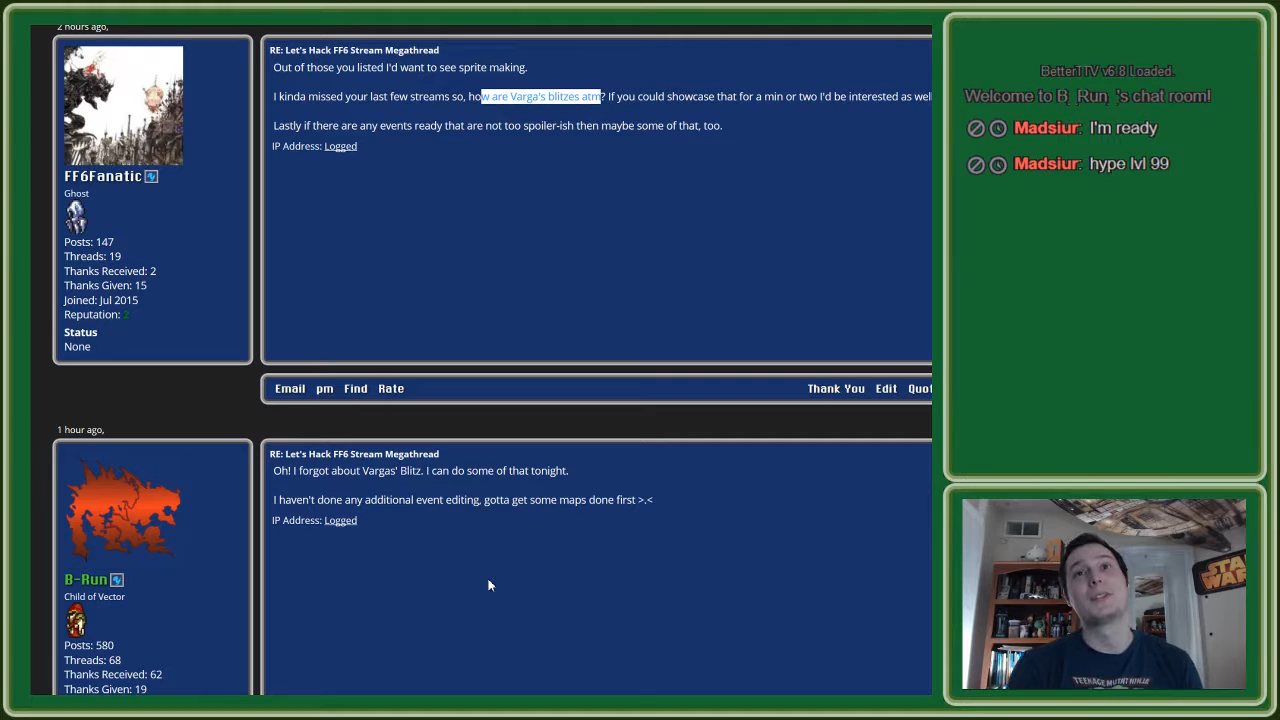 2 hours ago,
RE: Let's Hack FF6 Stream Megathread
Out of those you listed I'd want to see sprite making.
I kinda missed your last few streams so, how are Varga's blitzes atm? If you could showcase that for a min or two I'd be interested as well
Lastly if there are any events ready that are not too spoiler-ish then maybe some of that, too.
IP Address: Logged
FF6Fanatic
Ghost
Posts: 147
Threads: 19
Thanks Received: 2
Thanks Given: 15
Joined: Jul 2015
Reputation: 2
Status
None
Email pm Find Rate
Thank You Edit Quot
1 hour ago,
RE: Let's Hack FF6 Stream Megathread
Oh! I forgot about Vargas' Blitz. I can do some of that tonight.
I haven't done any additional event editing, gotta get some maps done first >.<
IP Address: Logged
B-Run
Child of Vector
Posts: 580
Threads: 68
Thanks Received: 62
Thanks Given: 19
BetterTTV v6.8 Loaded.
Welcome to B_Run_'s chat room!
Madsiur: I'm ready
Madsiur: hype lvl 99
STAR
WARS
TEENAGE MUTANT NINJA